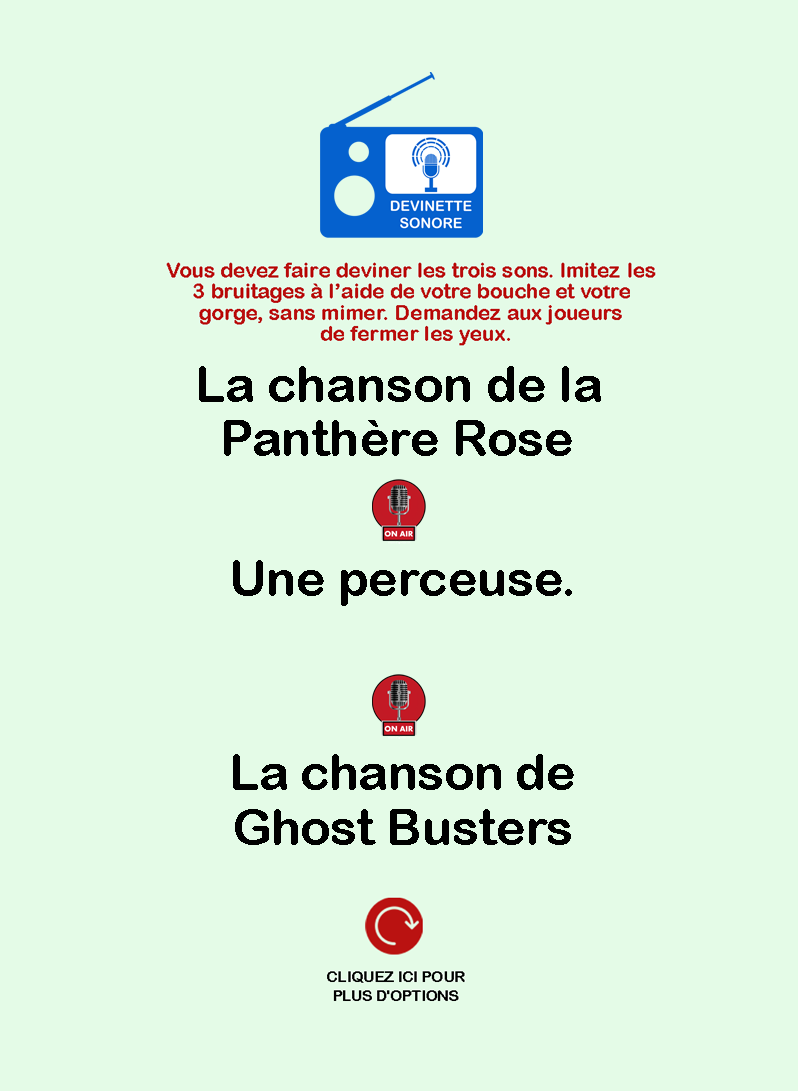 DEVINETTE
SONORE
Vous devez faire deviner les trois sons. Imitez les
3 bruitages à l’aide de votre bouche et votre
gorge, sans mimer. Demandez aux joueurs
de fermer les yeux.
La chanson de la
Panthère Rose
ON AIR
Une perceuse.
ON AIR
La chanson de
Ghost Busters
CLIQUEZ ICI POUR
PLUS D'OPTIONS